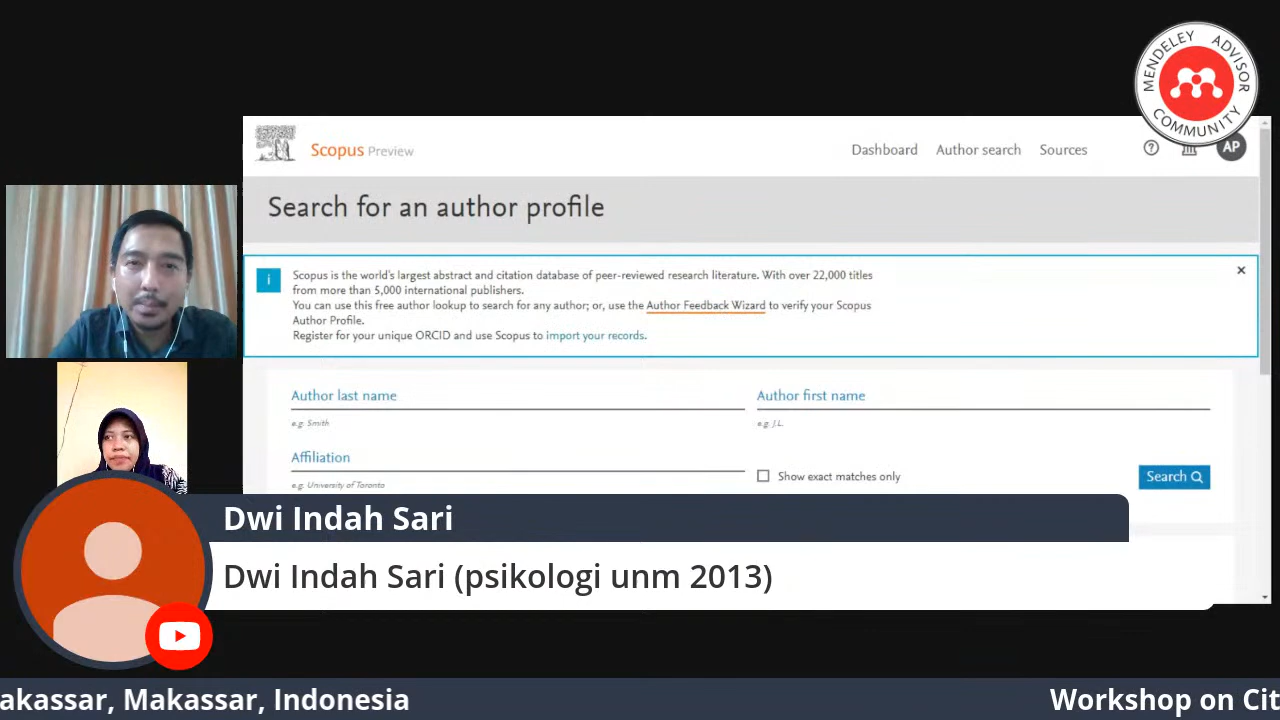 MENDELEY ADVISOR COMMUNITY
Scopus Preview
Dashboard Author search Sources
AP
Search for an author profile
Scopus is the world's largest abstract and citation database of peer-reviewed research literature. With over 22,000 titles
from more than 5,000 international publishers.
You can use this free author lookup to search for any author; or, use the Author Feedback Wizard to verify your Scopus
Author Profile.
Register for your unique ORCID and use Scopus to import your records.
Author last name
Author first name
e.g. Smith
e.g. J.L.
Affiliation
Show exact matches only
Search
e.g. University of Toronto
Dwi Indah Sari
Dwi Indah Sari (psikologi unm 2013)
akassar, Makassar, Indonesia
Workshop on Cit